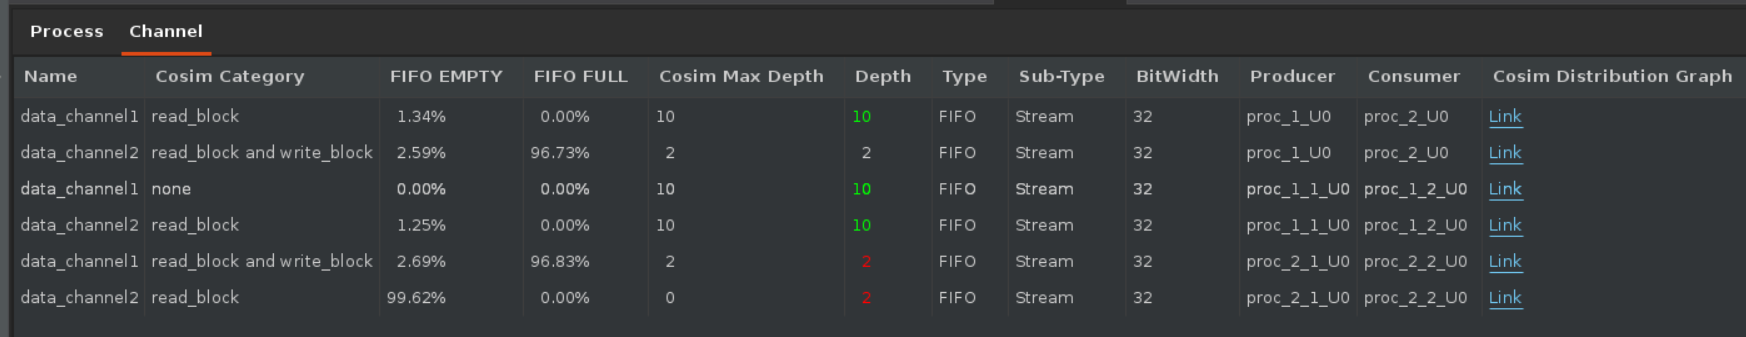 Process Channel
Name Cosim Category FIFO EMPTY FIFO FULL Cosim Max Depth Depth Type Sub-Type BitWidth Producer Consumer Cosim Distribution Graph
data_channel1 read_block 1.34% 0.00% 10 10 FIFO Stream 32 proc_1_U0 proc_2_U0 Link
data_channel2 read_block and write_block 2.59% 96.73% 2 2 FIFO Stream 32 proc_1_U0 proc_2_U0 Link
data_channel1 none 0.00% 0.00% 10 10 FIFO Stream 32 proc_1_1_U0 proc_1_2_U0 Link
data_channel2 read_block 1.25% 0.00% 10 10 FIFO Stream 32 proc_1_1_U0 proc_1_2_U0 Link
data_channel1 read_block and write_block 2.69% 96.83% 2 2 FIFO Stream 32 proc_2_1_U0 proc_2_2_U0 Link
data_channel2 read_block 99.62% 0.00% 0 2 FIFO Stream 32 proc_2_1_U0 proc_2_2_U0 Link